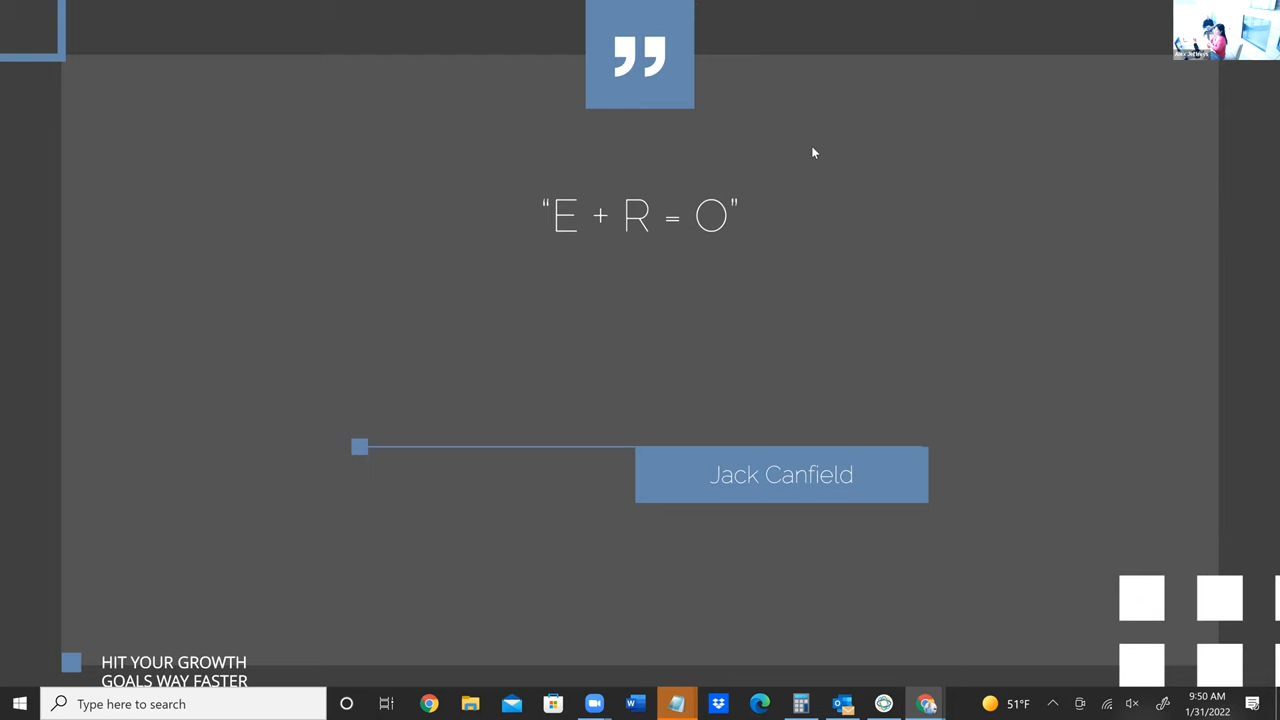 ”
“E + R = O”
Jack Canfield
HIT YOUR GROWTH
GOALS WAY FASTER
Type here to search
51°F
9:50 AM
1/31/2022